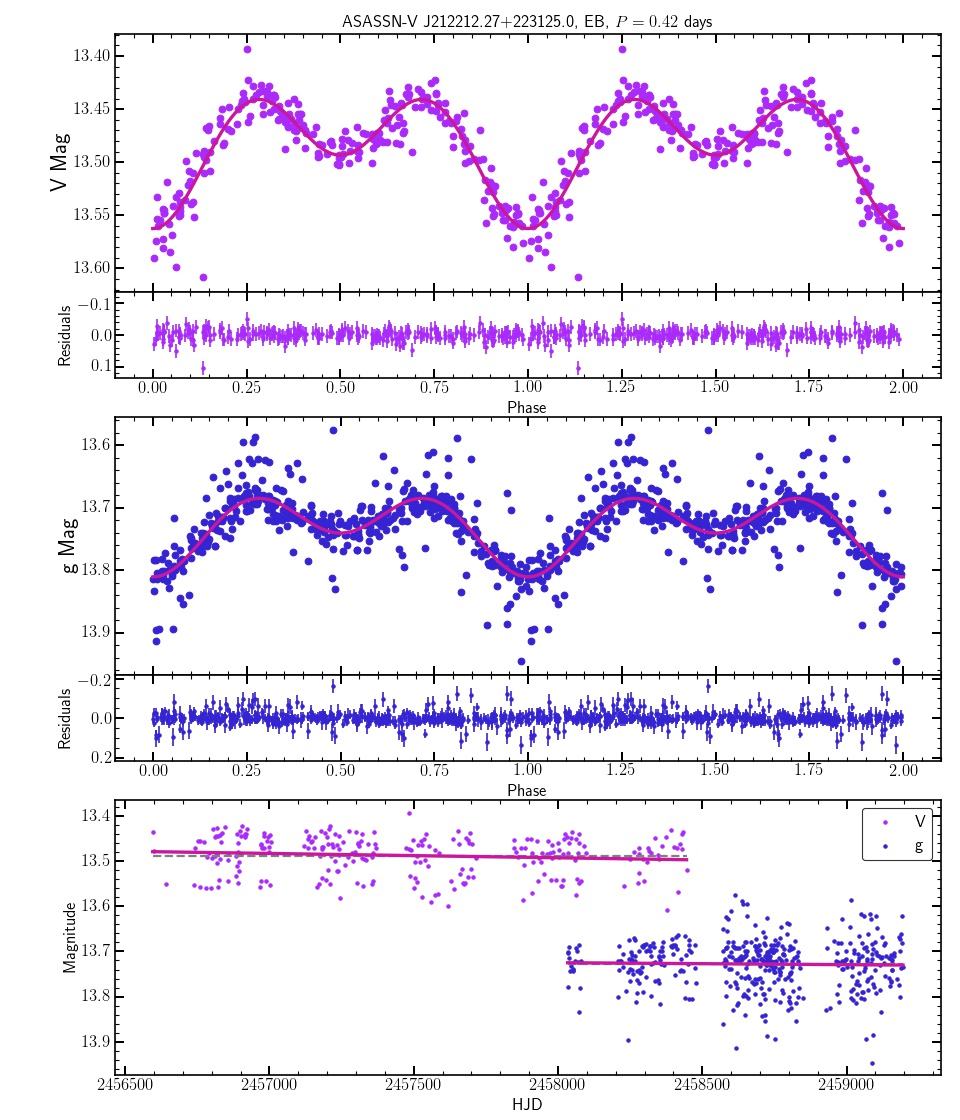 ASASSN-V J212212.27+223125.0, EB, P = 0.42 days
13.40
13.45
13.50
13.55
13.60
V Mag
−0.1
0.0
0.1
Residuals
0.00 0.25 0.50 0.75 1.00 1.25 1.50 1.75 2.00
Phase
13.6
13.7
13.8
13.9
g Mag
−0.2
0.0
0.2
Residuals
0.00 0.25 0.50 0.75 1.00 1.25 1.50 1.75 2.00
Phase
13.4
13.5
13.6
13.7
13.8
13.9
Magnitude
V
g
2456500 2457000 2457500 2458000 2458500 2459000
HJD